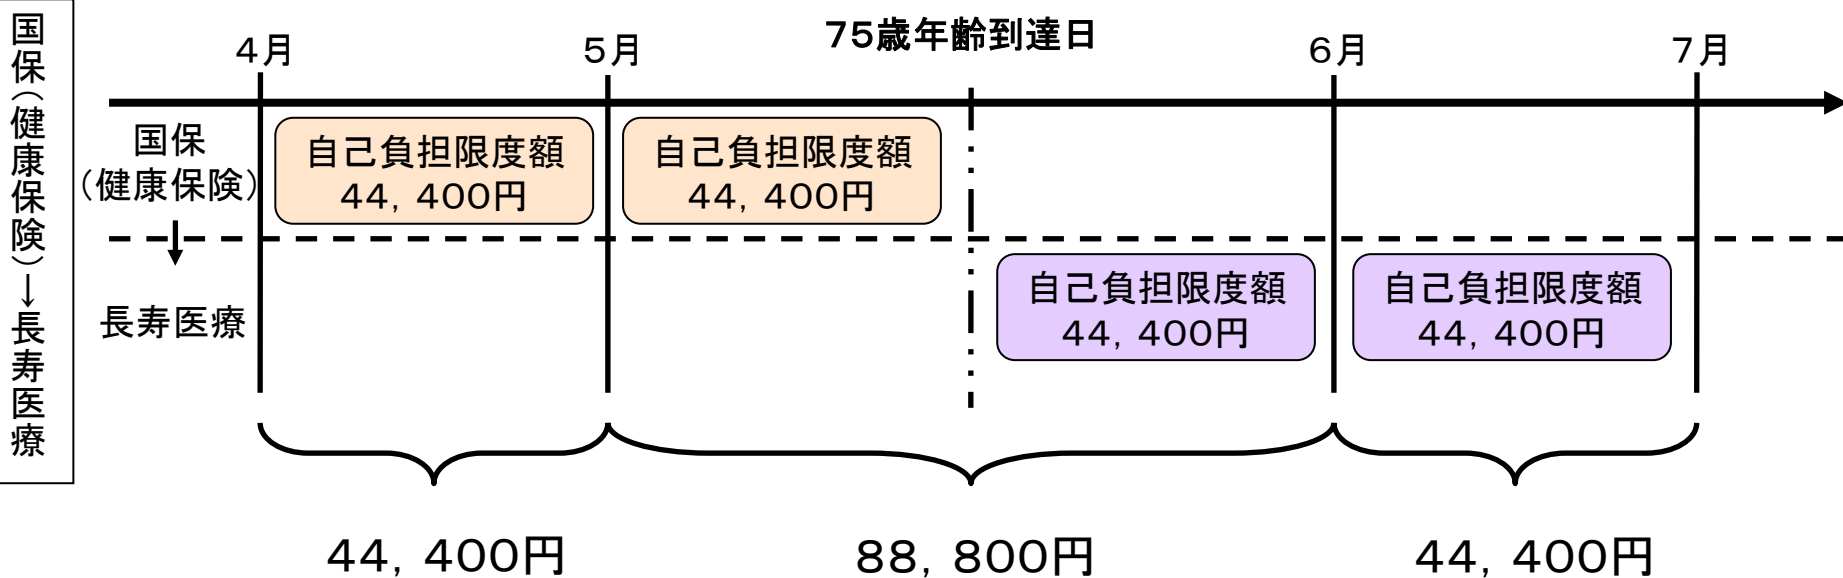 国保（健康保険）→長寿医療
75歳年齢到達日
4月
5月
6月
7月
国保
（健康保険）
自己負担限度額
44，400円
自己負担限度額
44，400円
長寿医療
自己負担限度額
44，400円
自己負担限度額
44，400円
44，400円
88，800円
44，400円